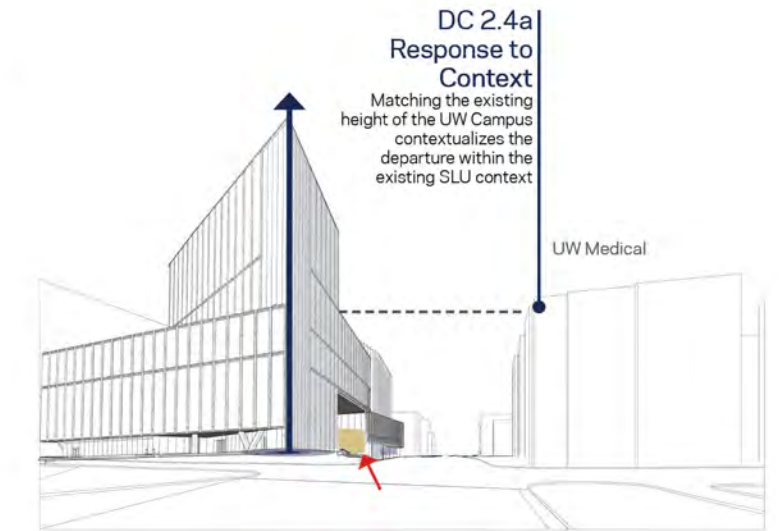 DC 2.4a
Response to
Context
Matching the existing
height of the UW Campus
contextualizes the
departure within the
existing SLU context
UW Medical